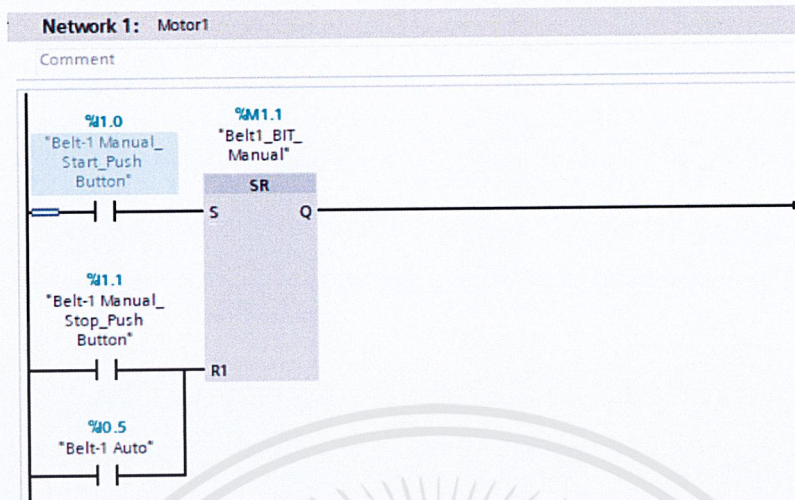 Network 1: Motor1
Comment
%I1.0
"Belt-1 Manual_
Start_Push
Button"
%M1.1
"Belt1_BIT_
Manual"
SR
S
Q
%I1.1
"Belt-1 Manual_
Stop_Push
Button"
R1
%I0.5
"Belt-1 Auto"